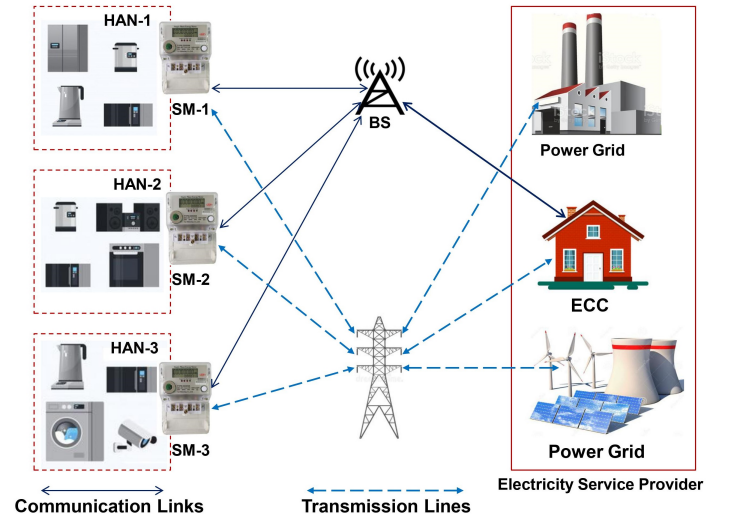 HAN-1
SM-1
BS
Power Grid
HAN-2
SM-2
ECC
HAN-3
SM-3
Power Grid
Electricity Service Provider
Communication Links
Transmission Lines